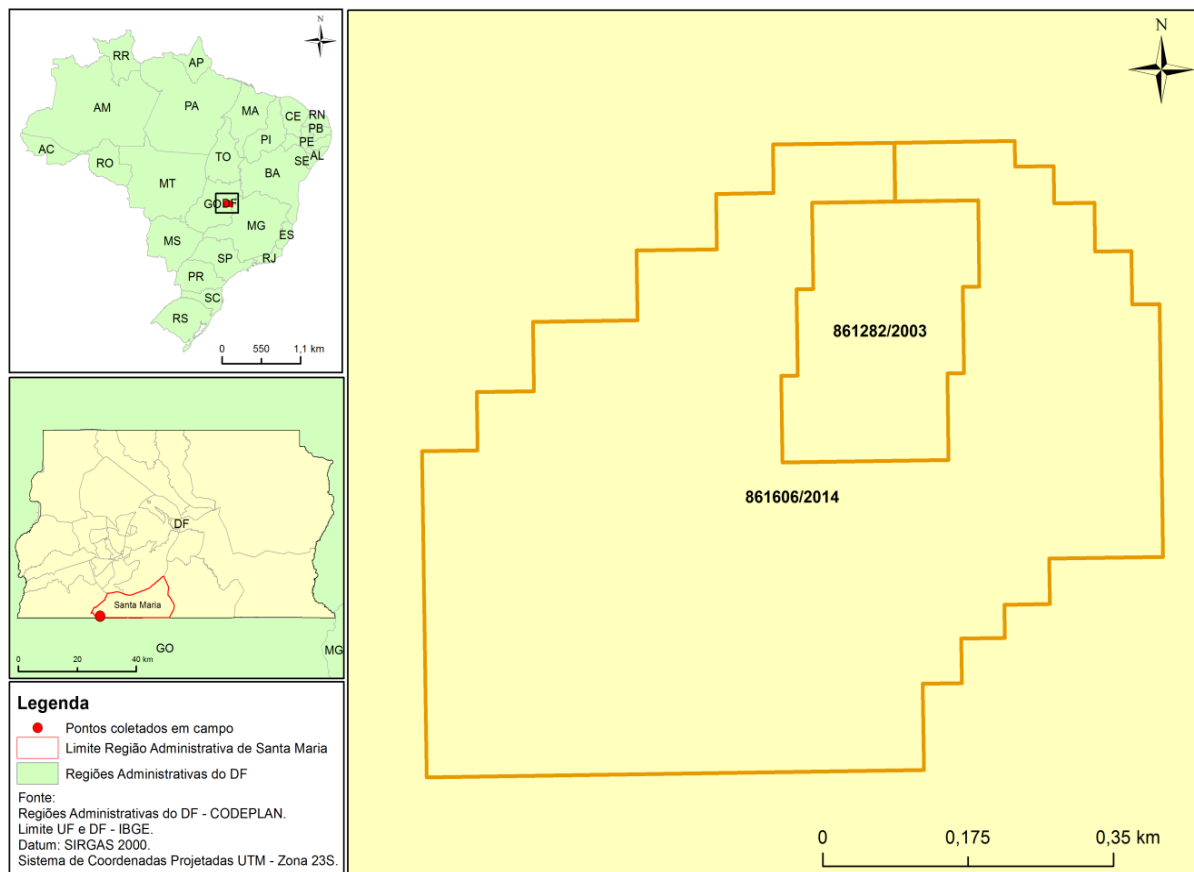 N
RR
AP
AM
PA
MA
CE
RN
PB
PE
AL
SE
PI
AC
RO
TO
BA
MT
GO
DF
MG
ES
MS
SP
RJ
PR
SC
RS
0 550 1,1 km
DF
Santa Maria
GO
MG
0 20 40 km
Legenda
Pontos coletados em campo
Limite Região Administrativa de Santa Maria
Regiões Administrativas do DF
Fonte:
Regiões Administrativas do DF - CODEPLAN.
Limite UF e DF - IBGE.
Datum: SIRGAS 2000.
Sistema de Coordenadas Projetadas UTM - Zona 23S.
N
861282/2003
861606/2014
0 0,175 0,35 km